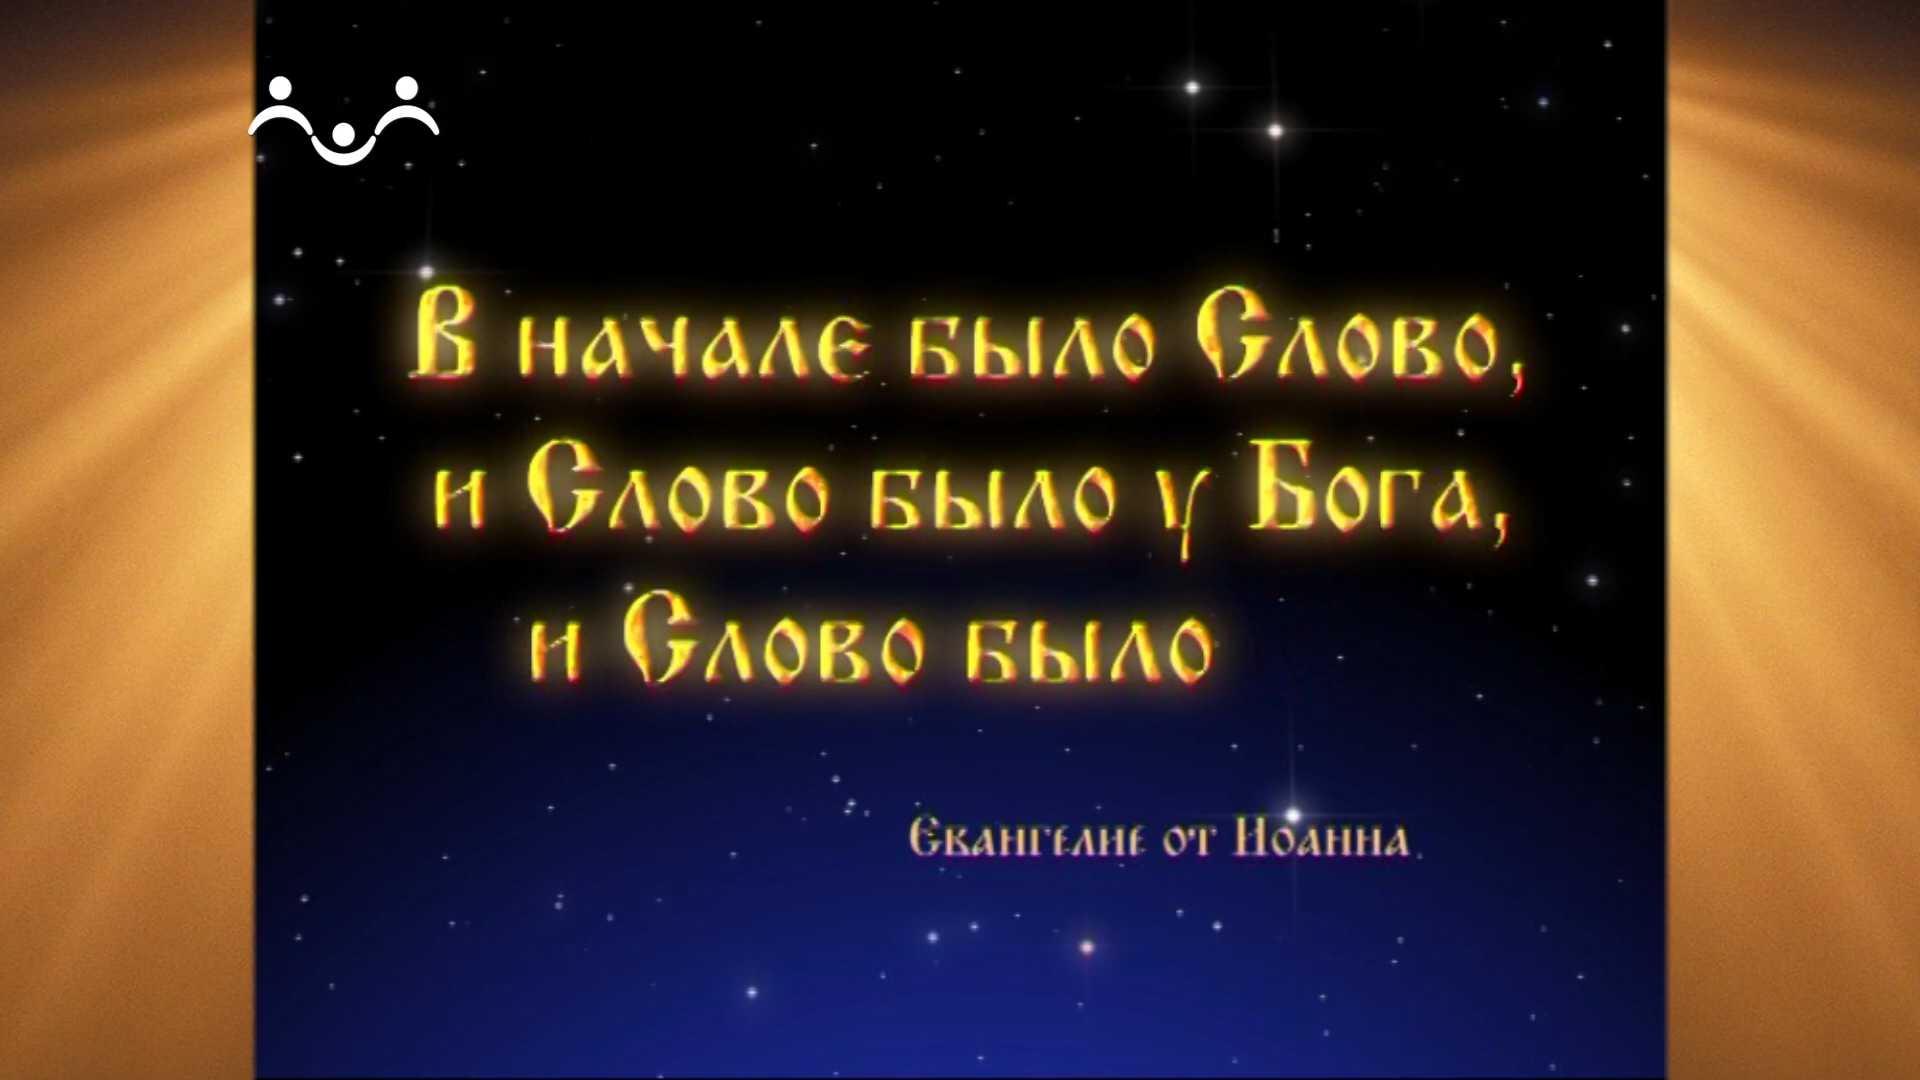 В начале было Слово,
и Слово было у Бога,
и Слово было
Евангелие от Иоанна